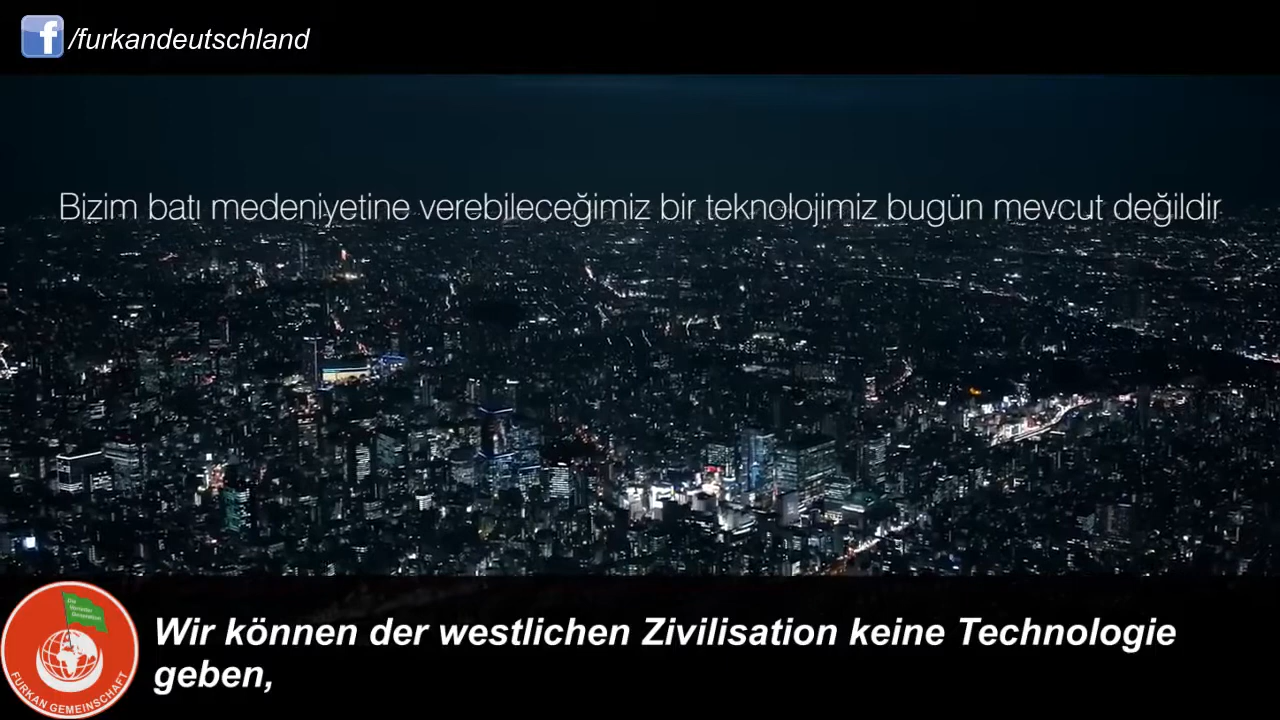 /furkandeutschland
Bizim batı medeniyetine verebileceğimiz bir teknolojimiz bugün mevcut değildir
Wir können der westlichen Zivilisation keine Technologie
geben,
FURKAN GEMEINSCHAFT